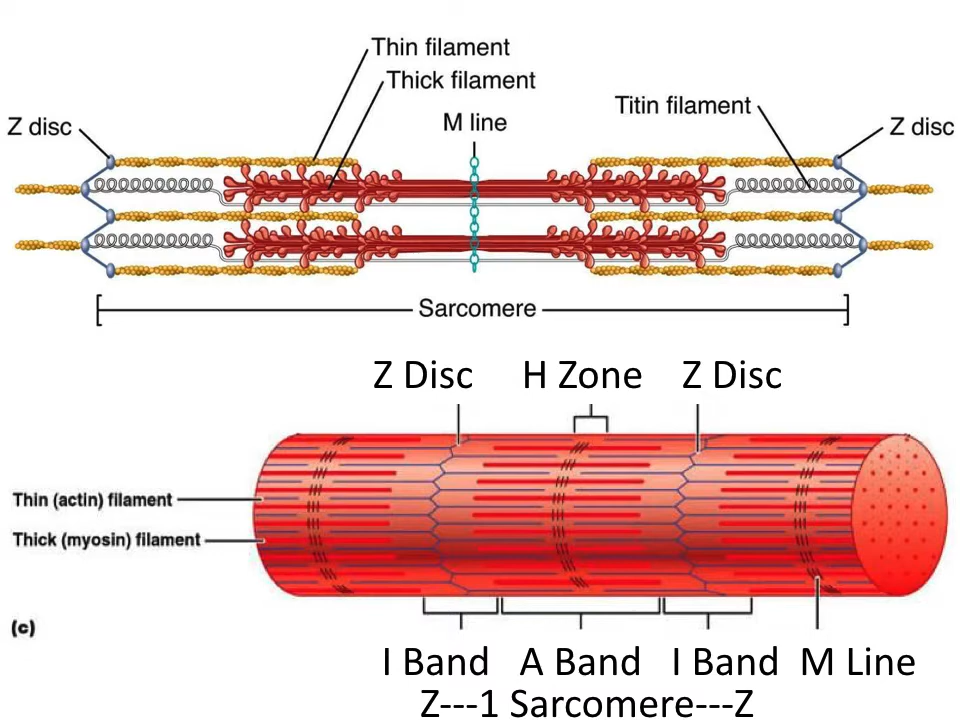 Thin filament
Thick filament
Titin filament
M line
Z disc
Z disc
Sarcomere
Z Disc H Zone Z Disc
Thin (actin) filament
Thick (myosin) filament
(c)
I Band A Band I Band M Line
Z---1 Sarcomere---Z